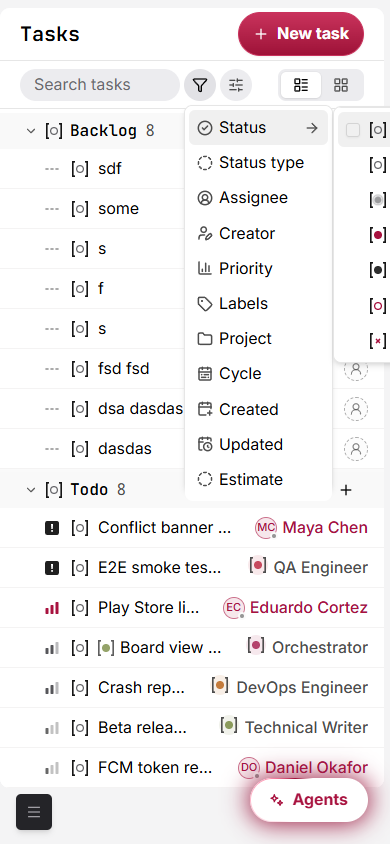 Tasks
+ New task
Search tasks
Status
Backlog 8
sdf
Status type
some
Assignee
s
Creator
f
Priority
s
Labels
fsd fsd
Project
dsa dasdas
Cycle
dasdas
Created
Updated
Estimate
Todo 8
Conflict banner ... MC Maya Chen
E2E smoke tes... QA Engineer
Play Store li... EC Eduardo Cortez
Board view ... Orchestrator
Crash rep... DevOps Engineer
Beta relea... Technical Writer
FCM token re... DO Daniel Okafor
Agents